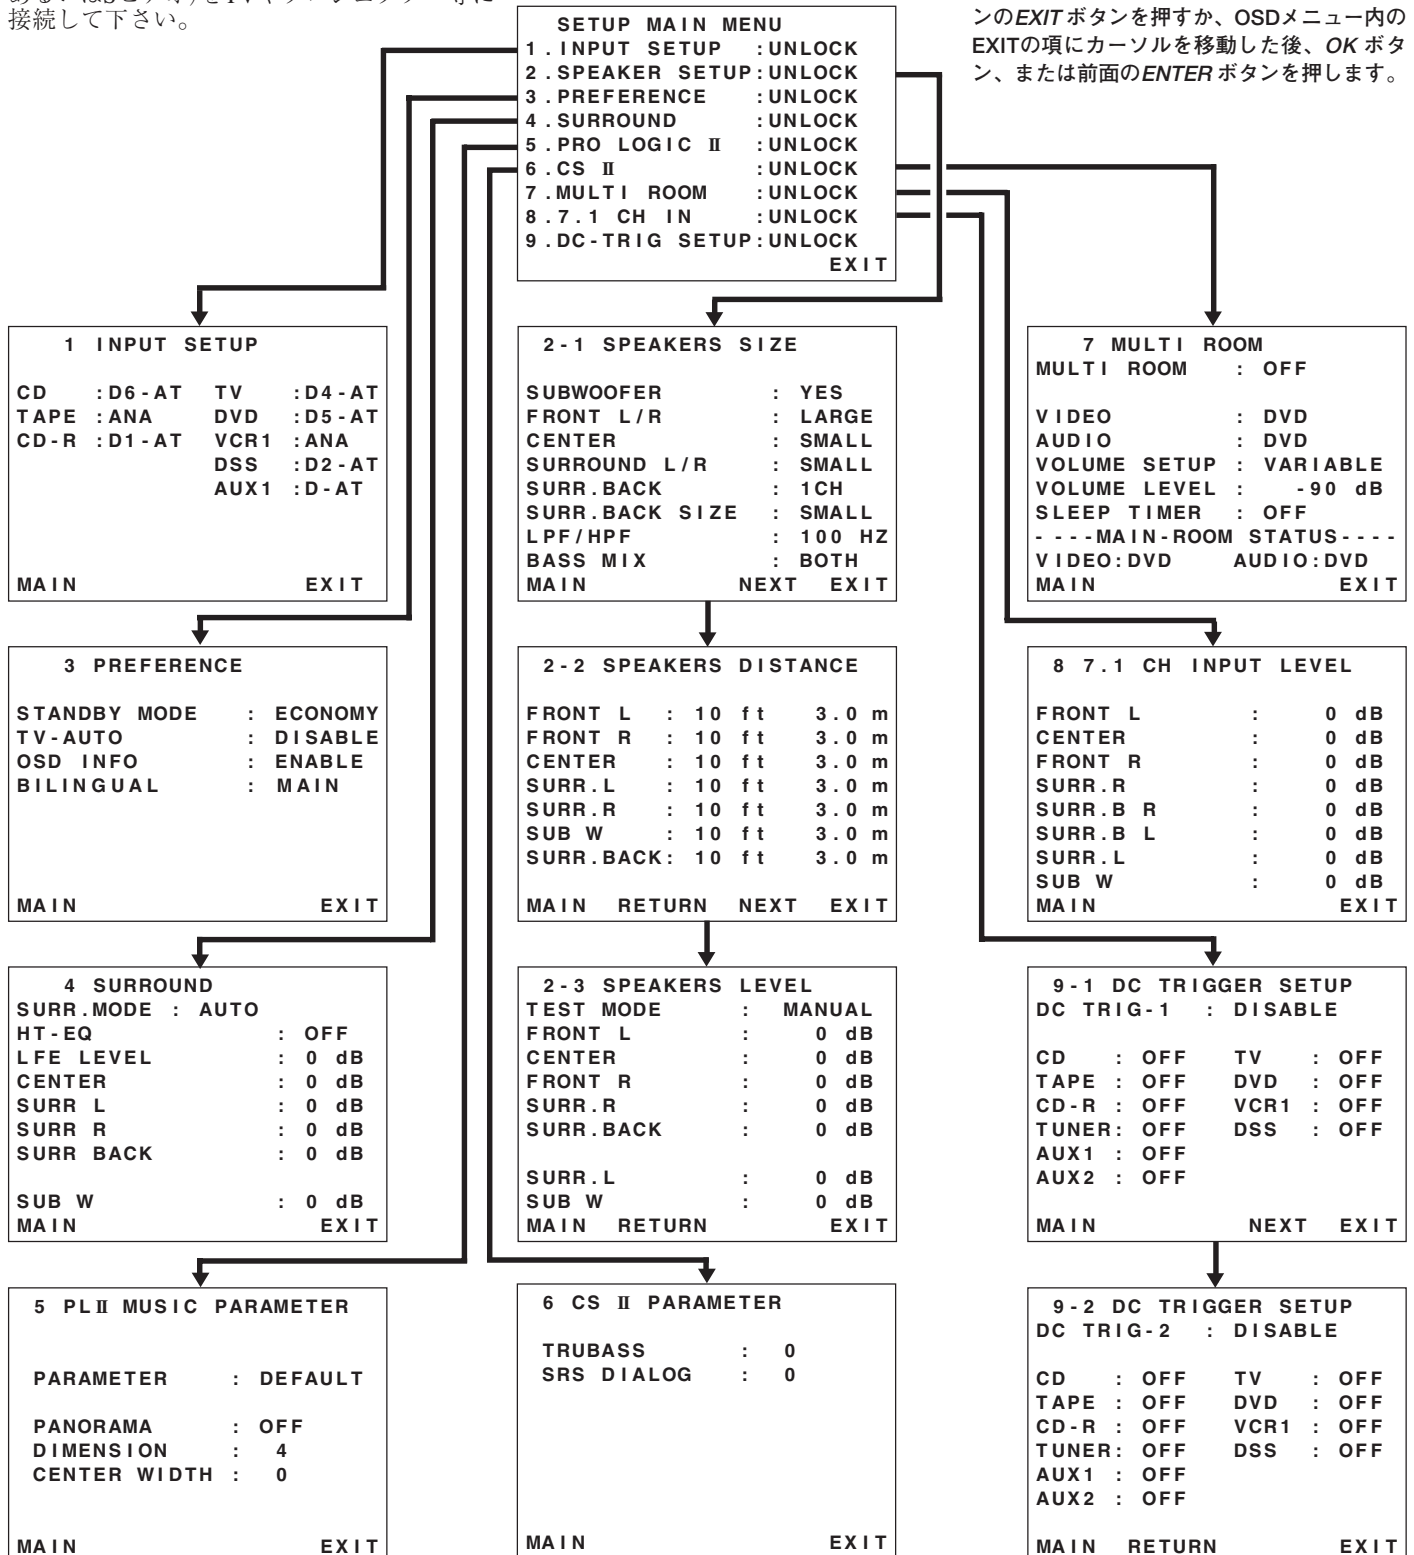 接続して下さい。
ンのEXIT ボタンを押すか、OSDメニュー内の
EXITの項にカーソルを移動した後、OK ボタ
ン、または前面のENTER ボタンを押します。
SETUP MAIN MENU
1.INPUT SETUP :UNLOCK
2.SPEAKER SETUP:UNLOCK
3.PREFERENCE :UNLOCK
4.SURROUND :UNLOCK
5.PRO LOGIC Ⅱ :UNLOCK
6.CS Ⅱ :UNLOCK
7.MULTI ROOM :UNLOCK
8.7.1 CH IN :UNLOCK
9.DC-TRIG SETUP:UNLOCK
EXIT
1 INPUT SETUP
CD :D6-AT TV :D4-AT
TAPE :ANA DVD :D5-AT
CD-R :D1-AT VCR1 :ANA
DSS :D2-AT
AUX1 :D-AT
MAIN EXIT
2-1 SPEAKERS SIZE
SUBWOOFER : YES
FRONT L/R : LARGE
CENTER : SMALL
SURROUND L/R : SMALL
SURR.BACK : 1CH
SURR.BACK SIZE : SMALL
LPF/HPF : 100 HZ
BASS MIX : BOTH
MAIN NEXT EXIT
7 MULTI ROOM
MULTI ROOM : OFF
VIDEO : DVD
AUDIO : DVD
VOLUME SETUP : VARIABLE
VOLUME LEVEL : -90 dB
SLEEP TIMER : OFF
----MAIN-ROOM STATUS----
VIDEO:DVD AUDIO:DVD
MAIN EXIT
3 PREFERENCE
STANDBY MODE : ECONOMY
TV-AUTO : DISABLE
OSD INFO : ENABLE
BILINGUAL : MAIN
MAIN EXIT
2-2 SPEAKERS DISTANCE
FRONT L : 10 ft 3.0 m
FRONT R : 10 ft 3.0 m
CENTER : 10 ft 3.0 m
SURR.L : 10 ft 3.0 m
SURR.R : 10 ft 3.0 m
SUB W : 10 ft 3.0 m
SURR.BACK: 10 ft 3.0 m
MAIN RETURN NEXT EXIT
8 7.1 CH INPUT LEVEL
FRONT L : 0 dB
CENTER : 0 dB
FRONT R : 0 dB
SURR.R : 0 dB
SURR.B R : 0 dB
SURR.B L : 0 dB
SURR.L : 0 dB
SUB W : 0 dB
MAIN EXIT
4 SURROUND
SURR.MODE : AUTO
HT-EQ : OFF
LFE LEVEL : 0 dB
CENTER : 0 dB
SURR L : 0 dB
SURR R : 0 dB
SURR BACK : 0 dB
SUB W : 0 dB
MAIN EXIT
2-3 SPEAKERS LEVEL
TEST MODE : MANUAL
FRONT L : 0 dB
CENTER : 0 dB
FRONT R : 0 dB
SURR.R : 0 dB
SURR.BACK : 0 dB
SURR.L : 0 dB
SUB W : 0 dB
MAIN RETURN EXIT
9-1 DC TRIGGER SETUP
DC TRIG-1 : DISABLE
CD : OFF TV : OFF
TAPE : OFF DVD : OFF
CD-R : OFF VCR1 : OFF
TUNER: OFF DSS : OFF
AUX1 : OFF
AUX2 : OFF
MAIN NEXT EXIT
5 PLⅡ MUSIC PARAMETER
PARAMETER : DEFAULT
PANORAMA : OFF
DIMENSION : 4
CENTER WIDTH : 0
MAIN EXIT
6 CS Ⅱ PARAMETER
TRUBASS : 0
SRS DIALOG : 0
MAIN EXIT
9-2 DC TRIGGER SETUP
DC TRIG-2 : DISABLE
CD : OFF TV : OFF
TAPE : OFF DVD : OFF
CD-R : OFF VCR1 : OFF
TUNER: OFF DSS : OFF
AUX1 : OFF
AUX2 : OFF
MAIN RETURN EXIT